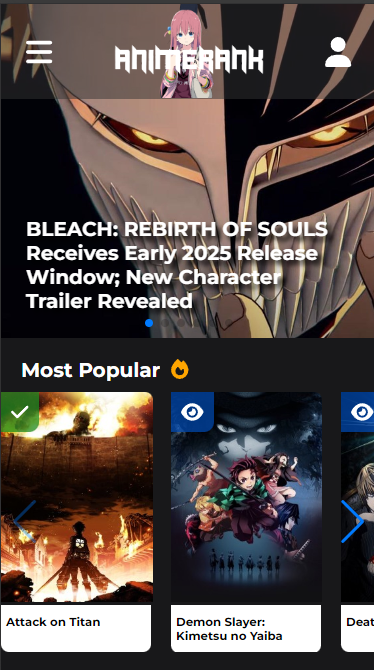 ANIMERANK
BLEACH: REBIRTH OF SOULS
Receives Early 2025 Release
Window; New Character
Trailer Revealed
Most Popular
Attack on Titan
Demon Slayer:
Kimetsu no Yaiba
Deat